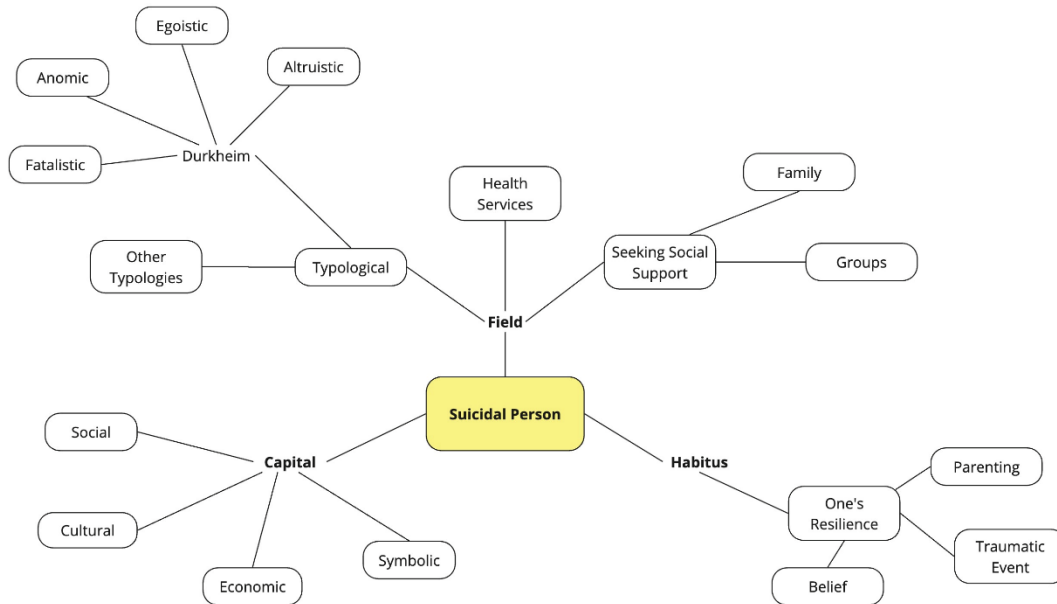 Egoistic
Altruistic
Anomic
Durkheim
Fatalistic
Family
Health
Services
Other
Typologies
Typological
Seeking Social
Support
Groups
Field
Suicidal Person
Social
Capital
Habitus
Parenting
One's
Resilience
Cultural
Symbolic
Traumatic
Event
Economic
Belief